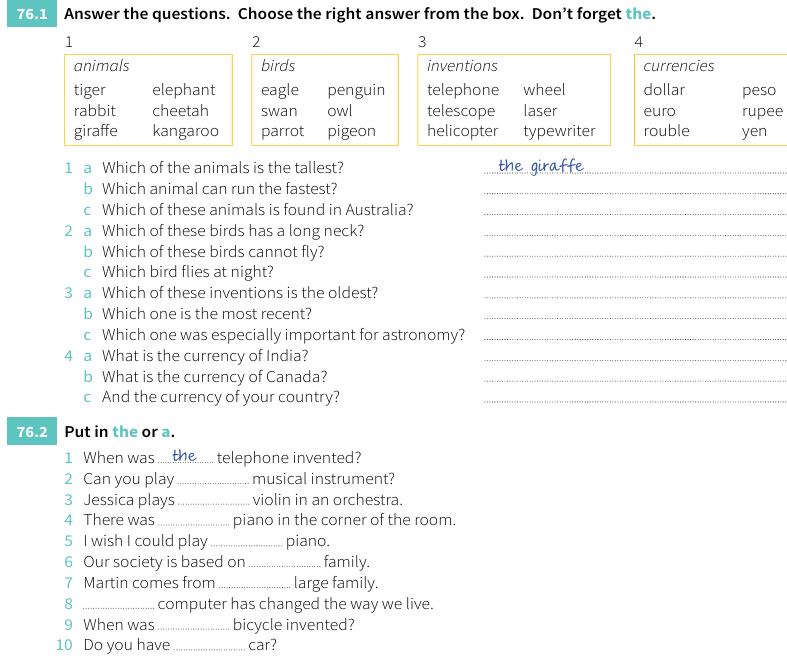 76.1 Answer the questions. Choose the right answer from the box. Don't forget the.
1 2 3 4
animals birds inventions currencies
tiger elephant eagle penguin telephone wheel dollar peso
rabbit cheetah swan owl telescope laser euro rupee
giraffe kangaroo parrot pigeon helicopter typewriter rouble yen
1 a Which of the animals is the tallest? the giraffe
b Which animal can run the fastest?
c Which of these animals is found in Australia?
2 a Which of these birds has a long neck?
b Which of these birds cannot fly?
c Which bird flies at night?
3 a Which of these inventions is the oldest?
b Which one is the most recent?
c Which one was especially important for astronomy?
4 a What is the currency of India?
b What is the currency of Canada?
c And the currency of your country?
76.2 Put in the or a.
1 When was the telephone invented?
2 Can you play ............ musical instrument?
3 Jessica plays ............ violin in an orchestra.
4 There was ............ piano in the corner of the room.
5 I wish I could play ............ piano.
6 Our society is based on ............ family.
7 Martin comes from ............ large family.
8 ............ computer has changed the way we live.
9 When was ............ bicycle invented?
10 Do you have ............ car?